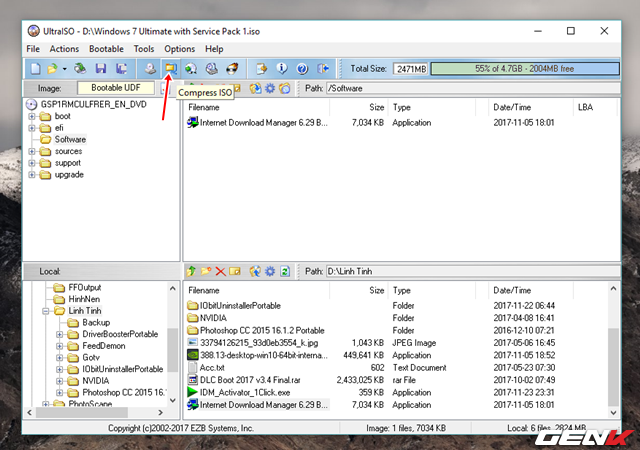 UltraISO - D:\Windows 7 Ultimate with Service Pack 1.iso
File Actions Bootable Tools Options Help
Total Size: 2471MB 55% of 4.7GB - 2004MB free
Image: Bootable UDF Path: /Software
Compress ISO
GSP1RMCULFRER_EN_DVD
boot
efi
Software
sources
support
upgrade
Filename Size Type Date/Time LBA
Internet Download Manager 6.29 B... 7,034 KB Application 2017-11-05 18:01
Local: Path: D:\Linh Tinh
FFOutput
HinhNen
Linh Tinh
Backup
DriverBoosterPortable
FeedDemon
Gotv
IObitUninstallerPortable
NVIDIA
Photoshop CC 2015 16.1.
PhotoScape
Filename Size Type Date/Time
IObitUninstallerPortable Folder 2017-11-22 06:44
NVIDIA Folder 2017-04-08 16:41
Photoshop CC 2015 16.1.2 Portable Folder 2016-12-10 07:21
33794126215_93d0eb3554_k.jpg 1,043 KB JPEG Image 2017-05-08 16:45
388.13-desktop-win10-64bit-interna... 449,641 KB Application 2017-11-05 18:52
Acc.txt 602 Text Document 2017-05-23 07:30
DLC Boot 2017 v3.4 Final.rar 2,433,025 KB rar File 2017-10-02 07:49
IDM_Activator_1Click.exe 359 KB Application 2017-11-23 23:31
Internet Download Manager 6.29 B... 7,034 KB Application 2017-11-05 18:01
Copyright (c)2002-2017 EZB Systems, Inc. Image: 1 files, 7034 KB Local: 6 files, 2824 MB
GENK